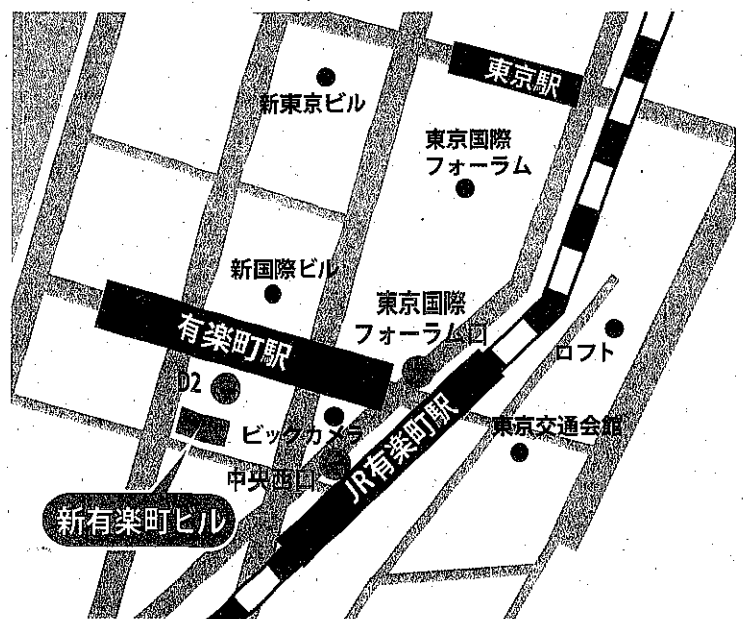 東京駅
新東京ビル
東京国際
フォーラム
新国際ビル
東京国際
フォーラム口
有楽町駅
ロフト
D2
ビックカメラ
東京交通会館
JR有楽町駅
中央西口
新有楽町ビル